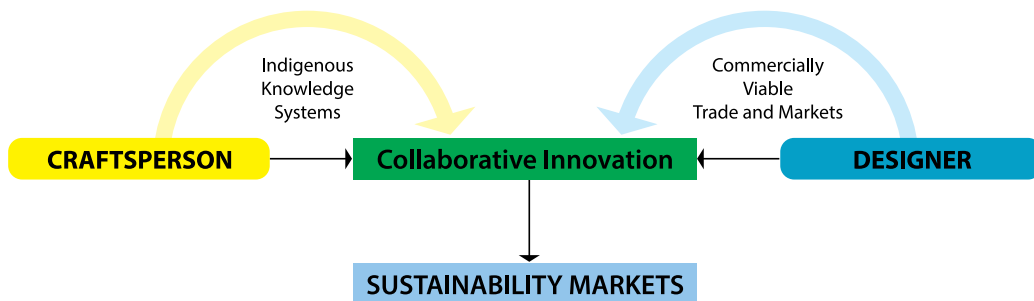 Indigenous
Knowledge
Systems
Commercially
Viable
Trade and Markets
CRAFTSPERSON
Collaborative Innovation
DESIGNER
SUSTAINABILITY MARKETS